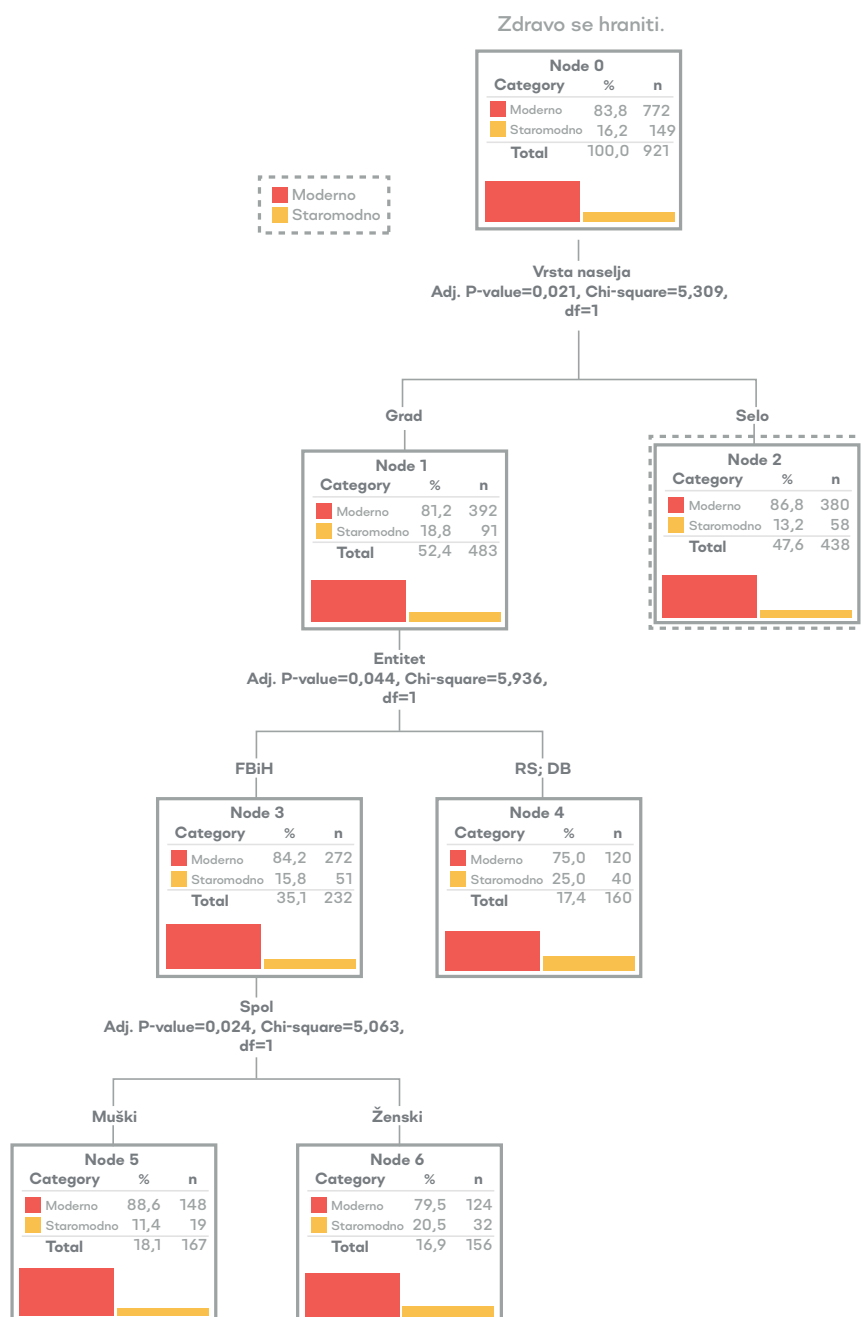 Zdravo se hraniti.
Node 0
Category % n
Moderno 83,8 772
Staromodno 16,2 149
Total 100,0 921
Moderno
Staromodno
Vrsta naselja
Adj. P-value=0,021, Chi-square=5,309,
df=1
Grad
Selo
Node 1
Category % n
Moderno 81,2 392
Staromodno 18,8 91
Total 52,4 483
Node 2
Category % n
Moderno 86,8 380
Staromodno 13,2 58
Total 47,6 438
Entitet
Adj. P-value=0,044, Chi-square=5,936,
df=1
FBiH
RS; DB
Node 3
Category % n
Moderno 84,2 272
Staromodno 15,8 51
Total 35,1 232
Node 4
Category % n
Moderno 75,0 120
Staromodno 25,0 40
Total 17,4 160
Spol
Adj. P-value=0,024, Chi-square=5,063,
df=1
Muški
Ženski
Node 5
Category % n
Moderno 88,6 148
Staromodno 11,4 19
Total 18,1 167
Node 6
Category % n
Moderno 79,5 124
Staromodno 20,5 32
Total 16,9 156